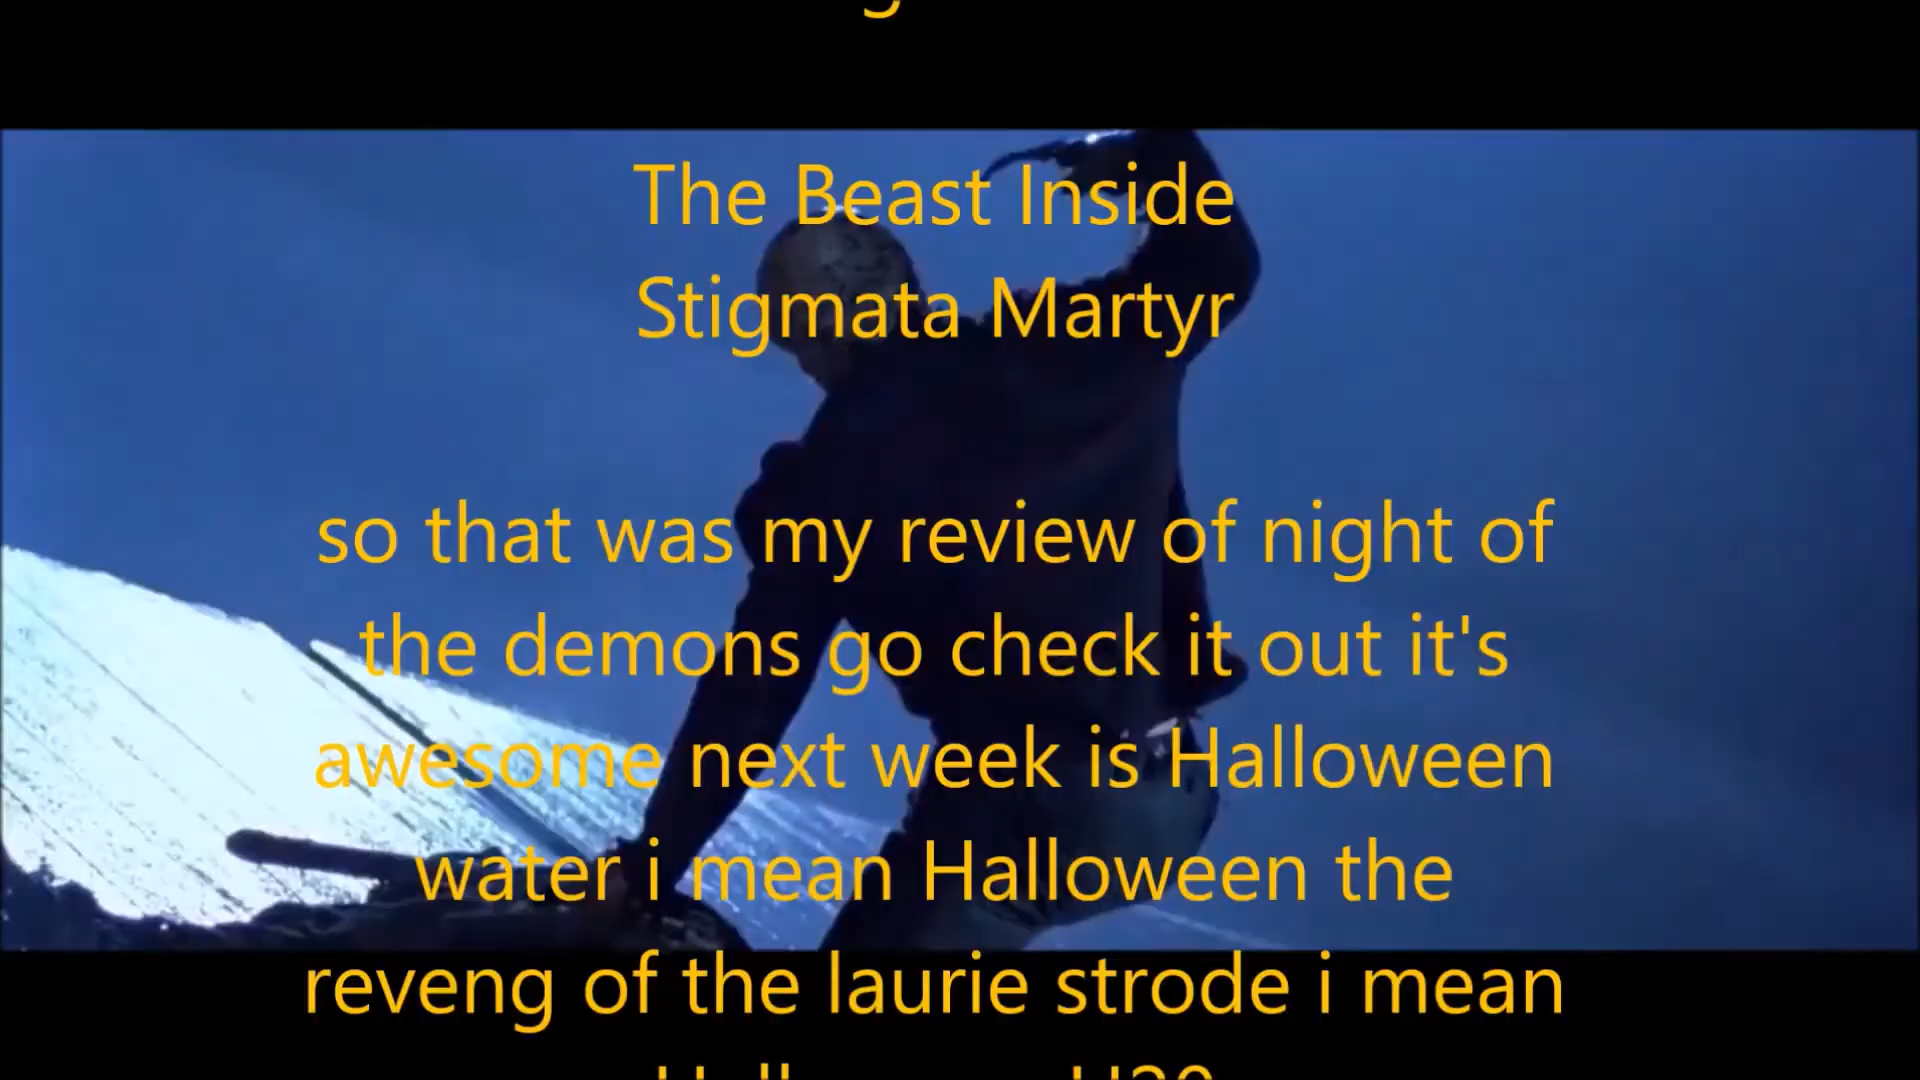 The Beast Inside
Stigmata Martyr
so that was my review of night of
the demons go check it out it's
awesome next week is Halloween
water i mean Halloween the
reveng of the laurie strode i mean